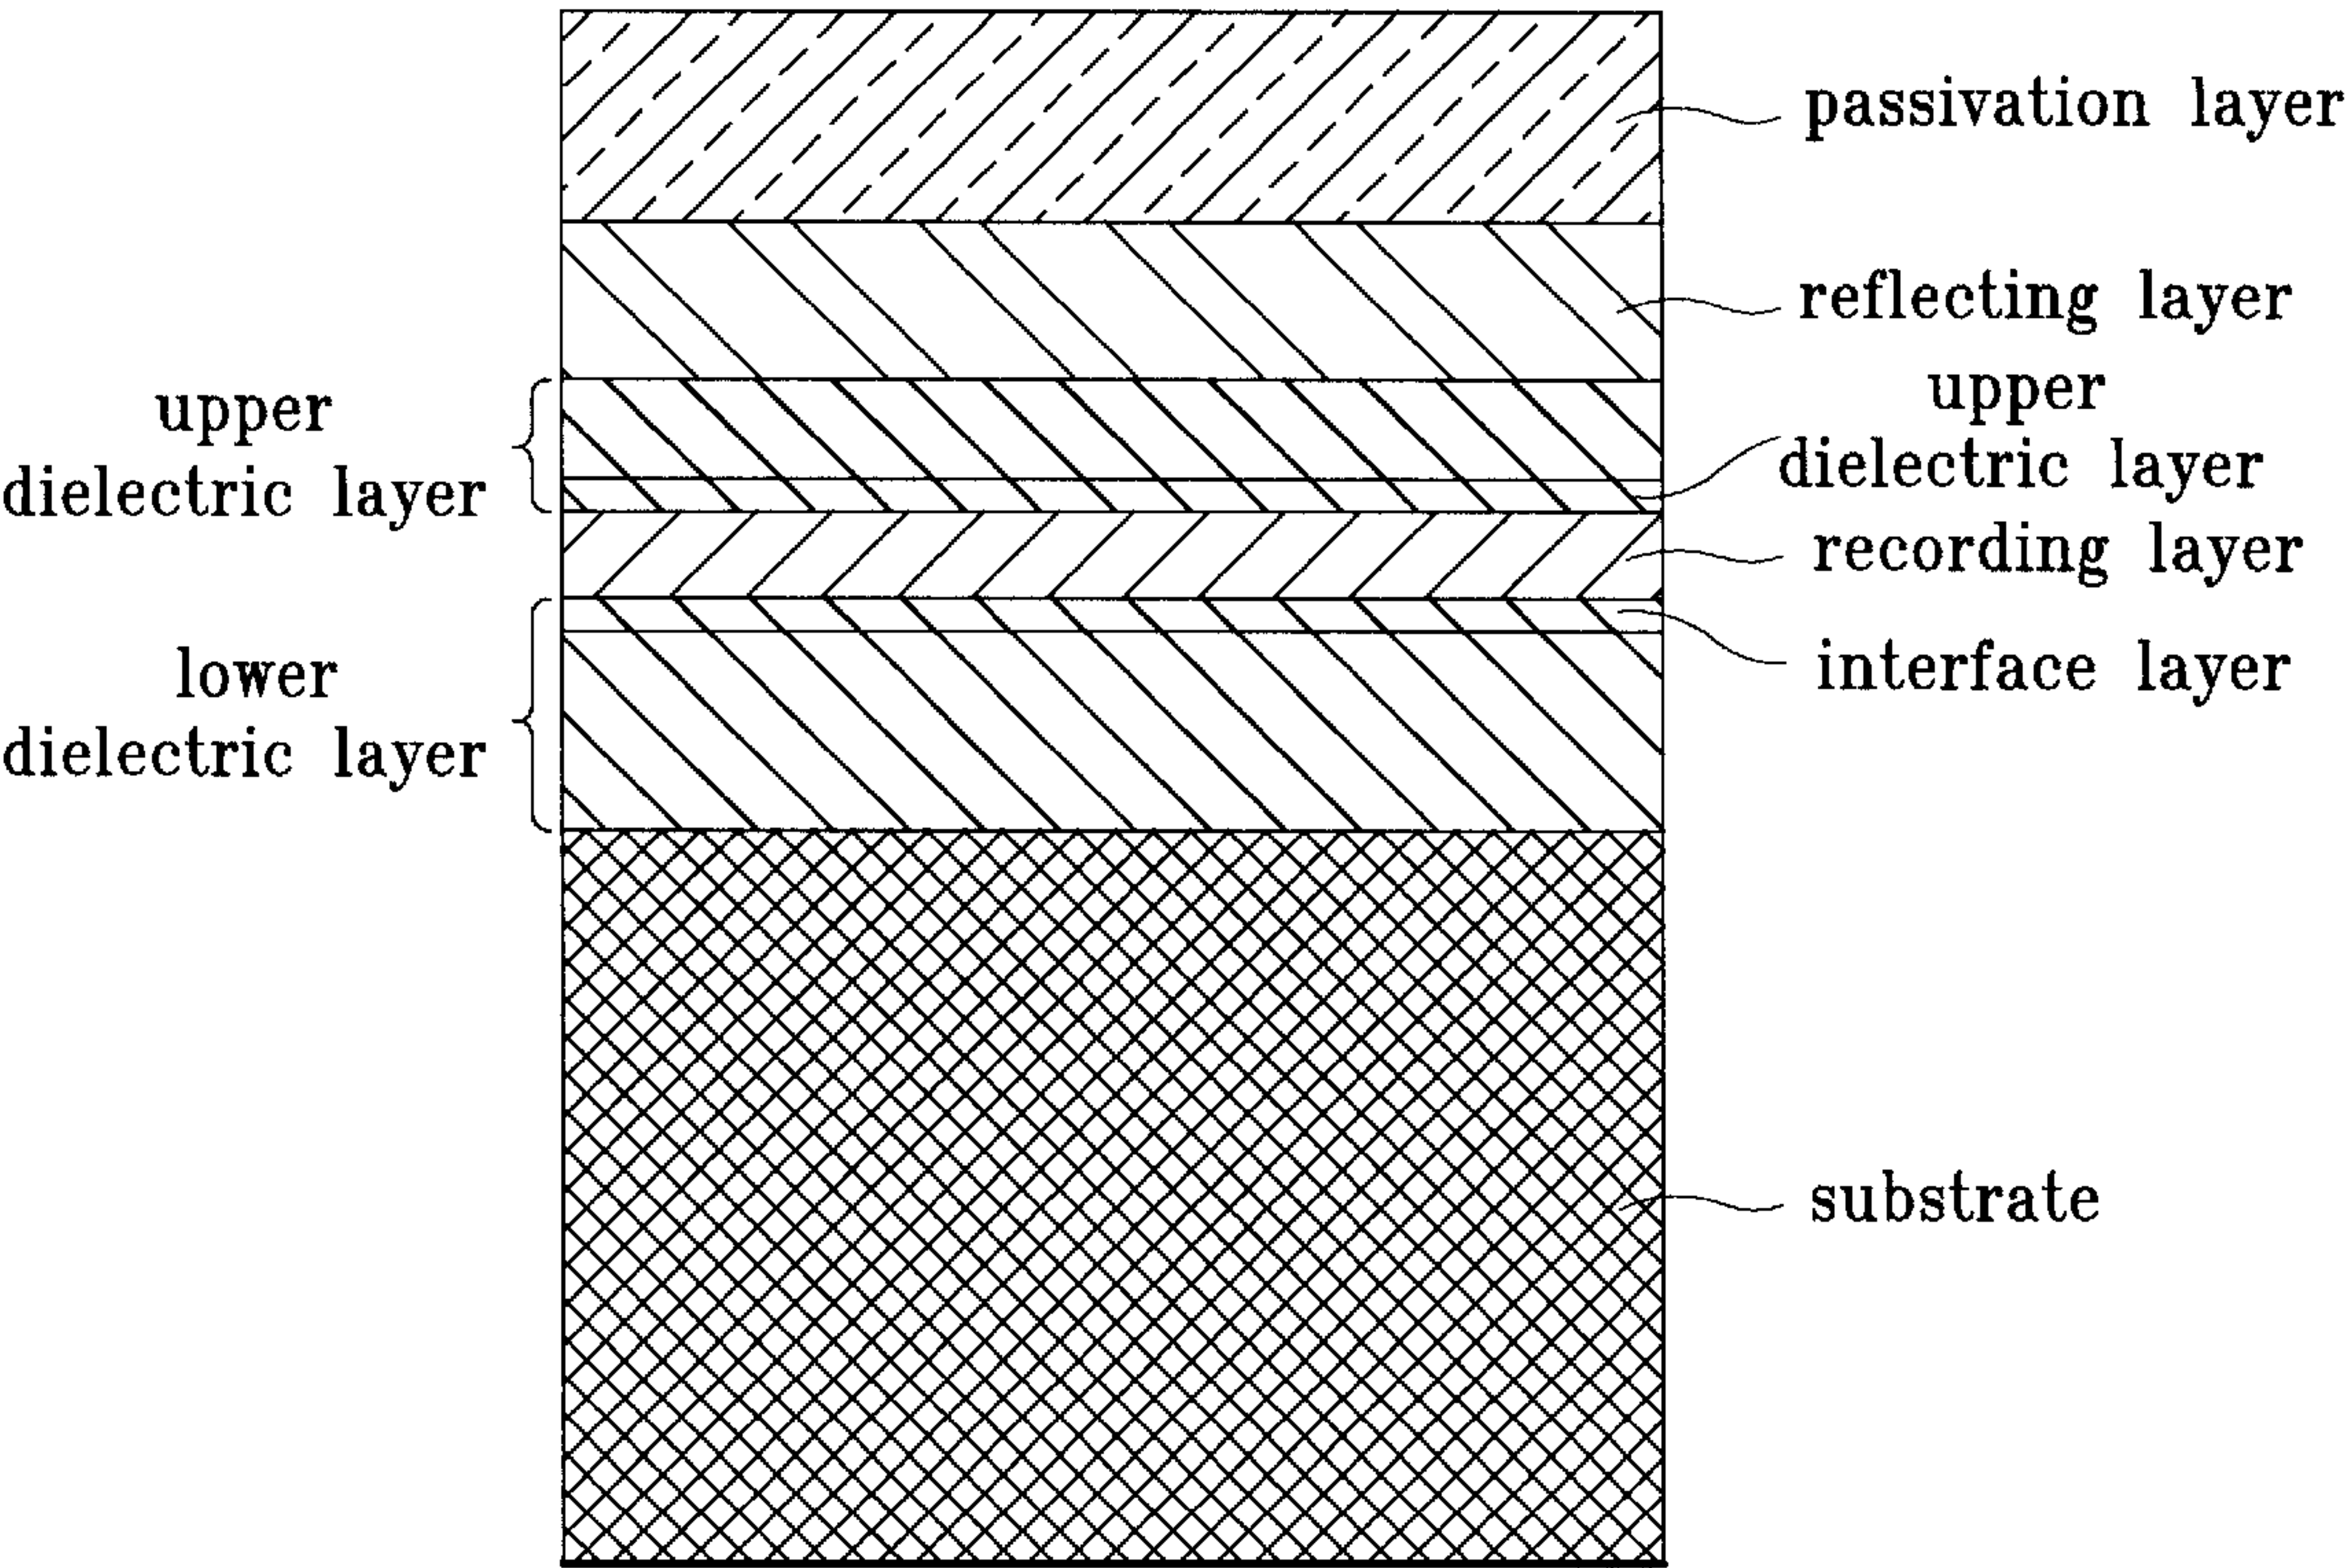 passivation layer
reflecting layer
upper
dielectric layer
upper
dielectric layer
recording layer
interface layer
lower
dielectric layer
substrate